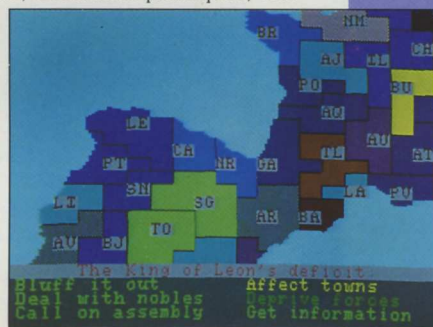 BR NM
AJ IL CH
PO BU
AQ
LE
CA TL AU
PT NR GA AT
SN LA PU
LI SG AR BA
TO
AU BJ
The King of Leon's deficit
Bluff it out Affect towns
Deal with nobles Deprive forces
Call on assembly Get information